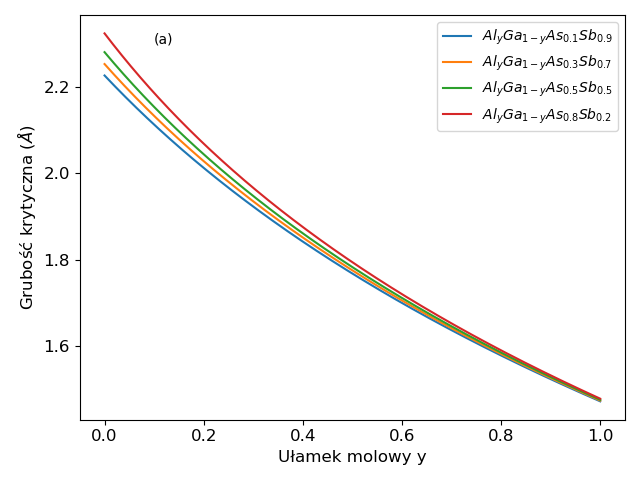 (a)
Al_yGa_{1−y}As_{0.1}Sb_{0.9}
Al_yGa_{1−y}As_{0.3}Sb_{0.7}
Al_yGa_{1−y}As_{0.5}Sb_{0.5}
Al_yGa_{1−y}As_{0.8}Sb_{0.2}
Grubość krytyczna (Å)
2.2
2.0
1.8
1.6
0.0 0.2 0.4 0.6 0.8 1.0
Ułamek molowy y